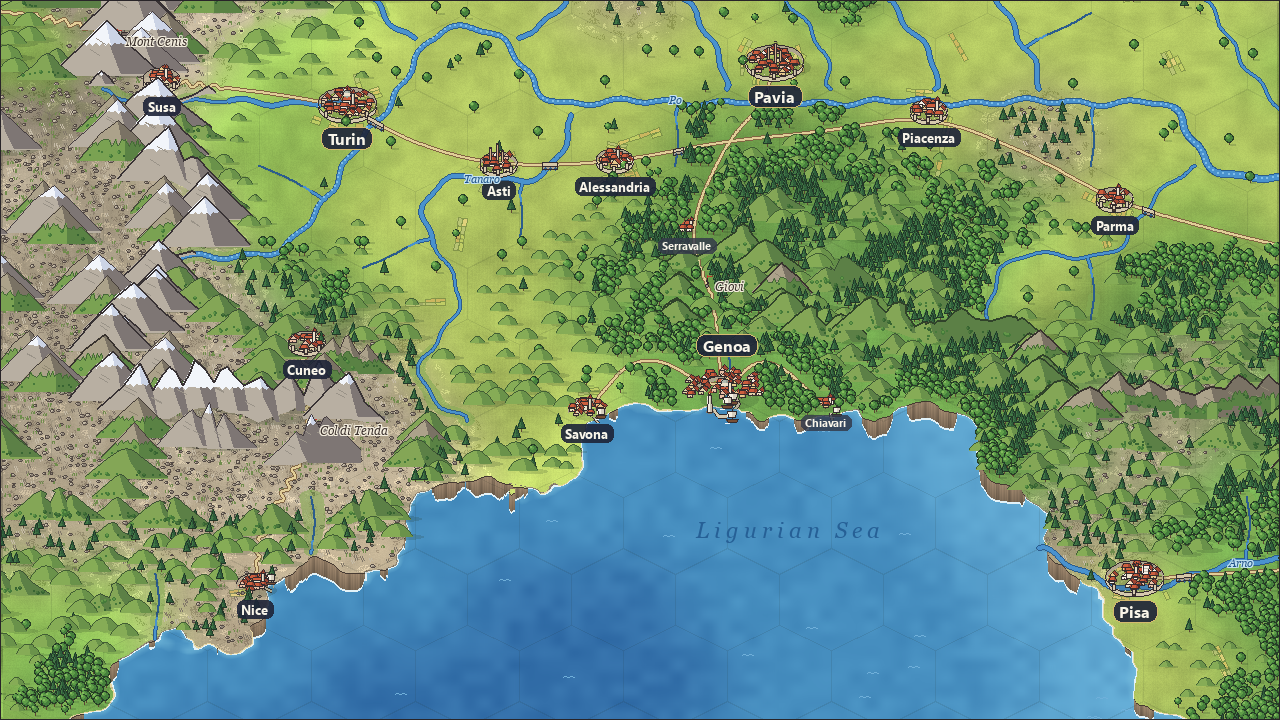 Mont Cenis
Susa
Turin
Po
Pavia
Piacenza
Tanaro
Asti
Alessandria
Parma
Serravalle
Giovi
Genoa
Cuneo
Savona
Chiavari
Col di Tenda
Ligurian Sea
Arno
Nice
Pisa